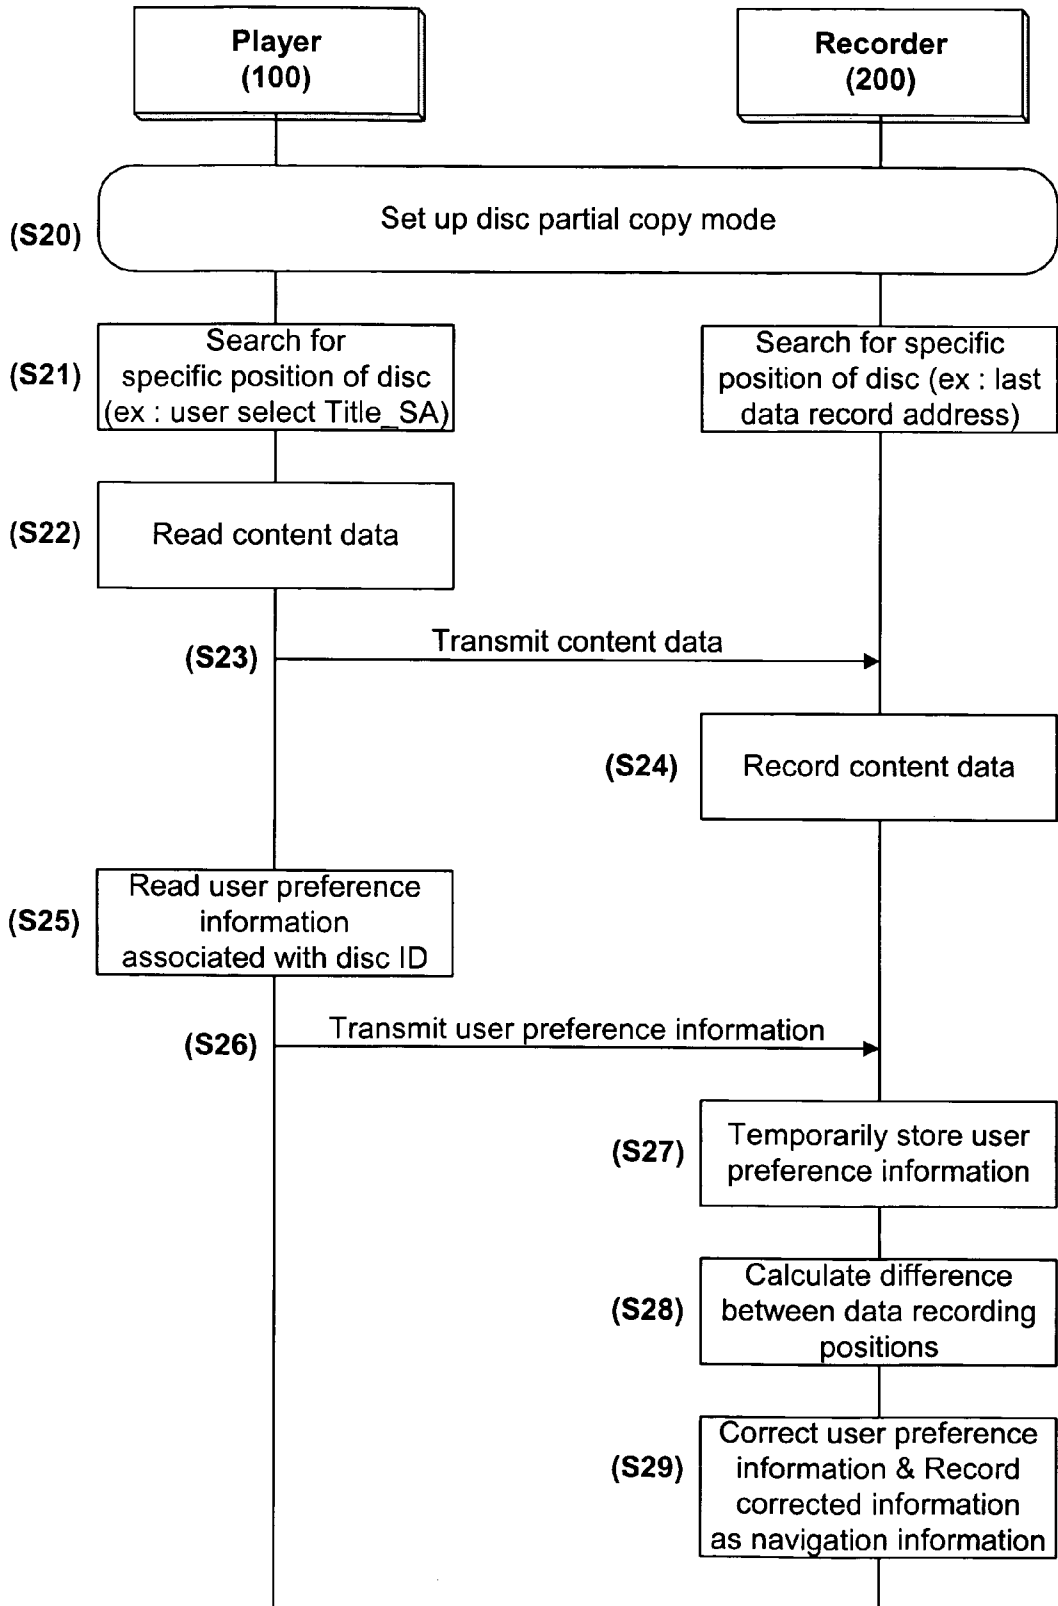 Player
(100)
Recorder
(200)
(S20)
Set up disc partial copy mode
(S21)
Search for
specific position of disc
(ex : user select Title_SA)
Search for specific
position of disc (ex : last
data record address)
(S22)
Read content data
(S23)
Transmit content data
(S24)
Record content data
(S25)
Read user preference
information
associated with disc ID
(S26)
Transmit user preference information
(S27)
Temporarily store user
preference information
(S28)
Calculate difference
between data recording
positions
(S29)
Correct user preference
information & Record
corrected information
as navigation information